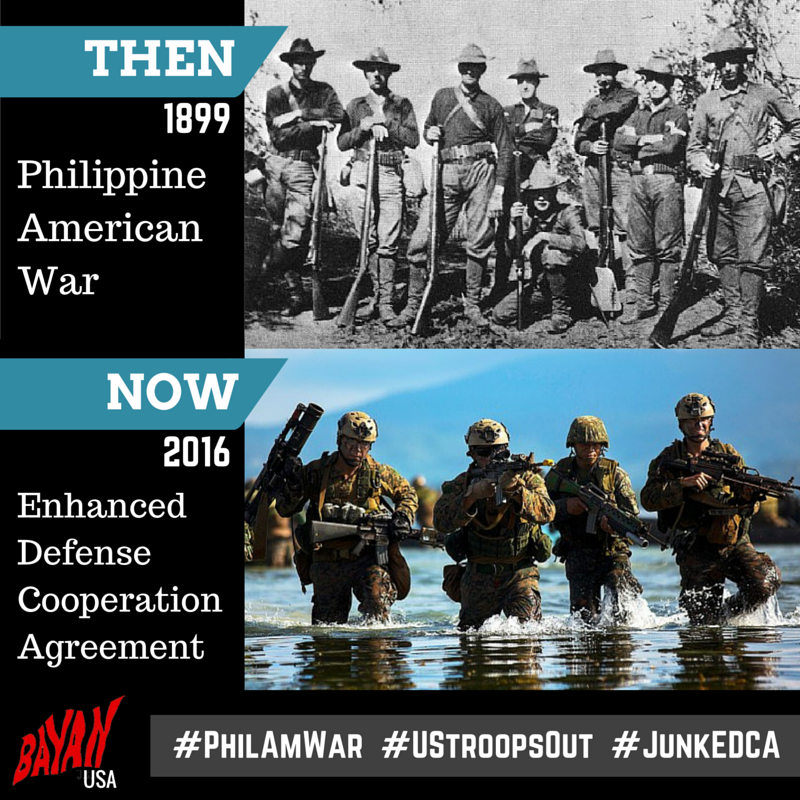 THEN
1899
Philippine
American
War
NOW
2016
Enhanced
Defense
Cooperation
Agreement
BAYAN
USA
#PHILAMWAR #USTROOPSOUT #JUNKEDCA